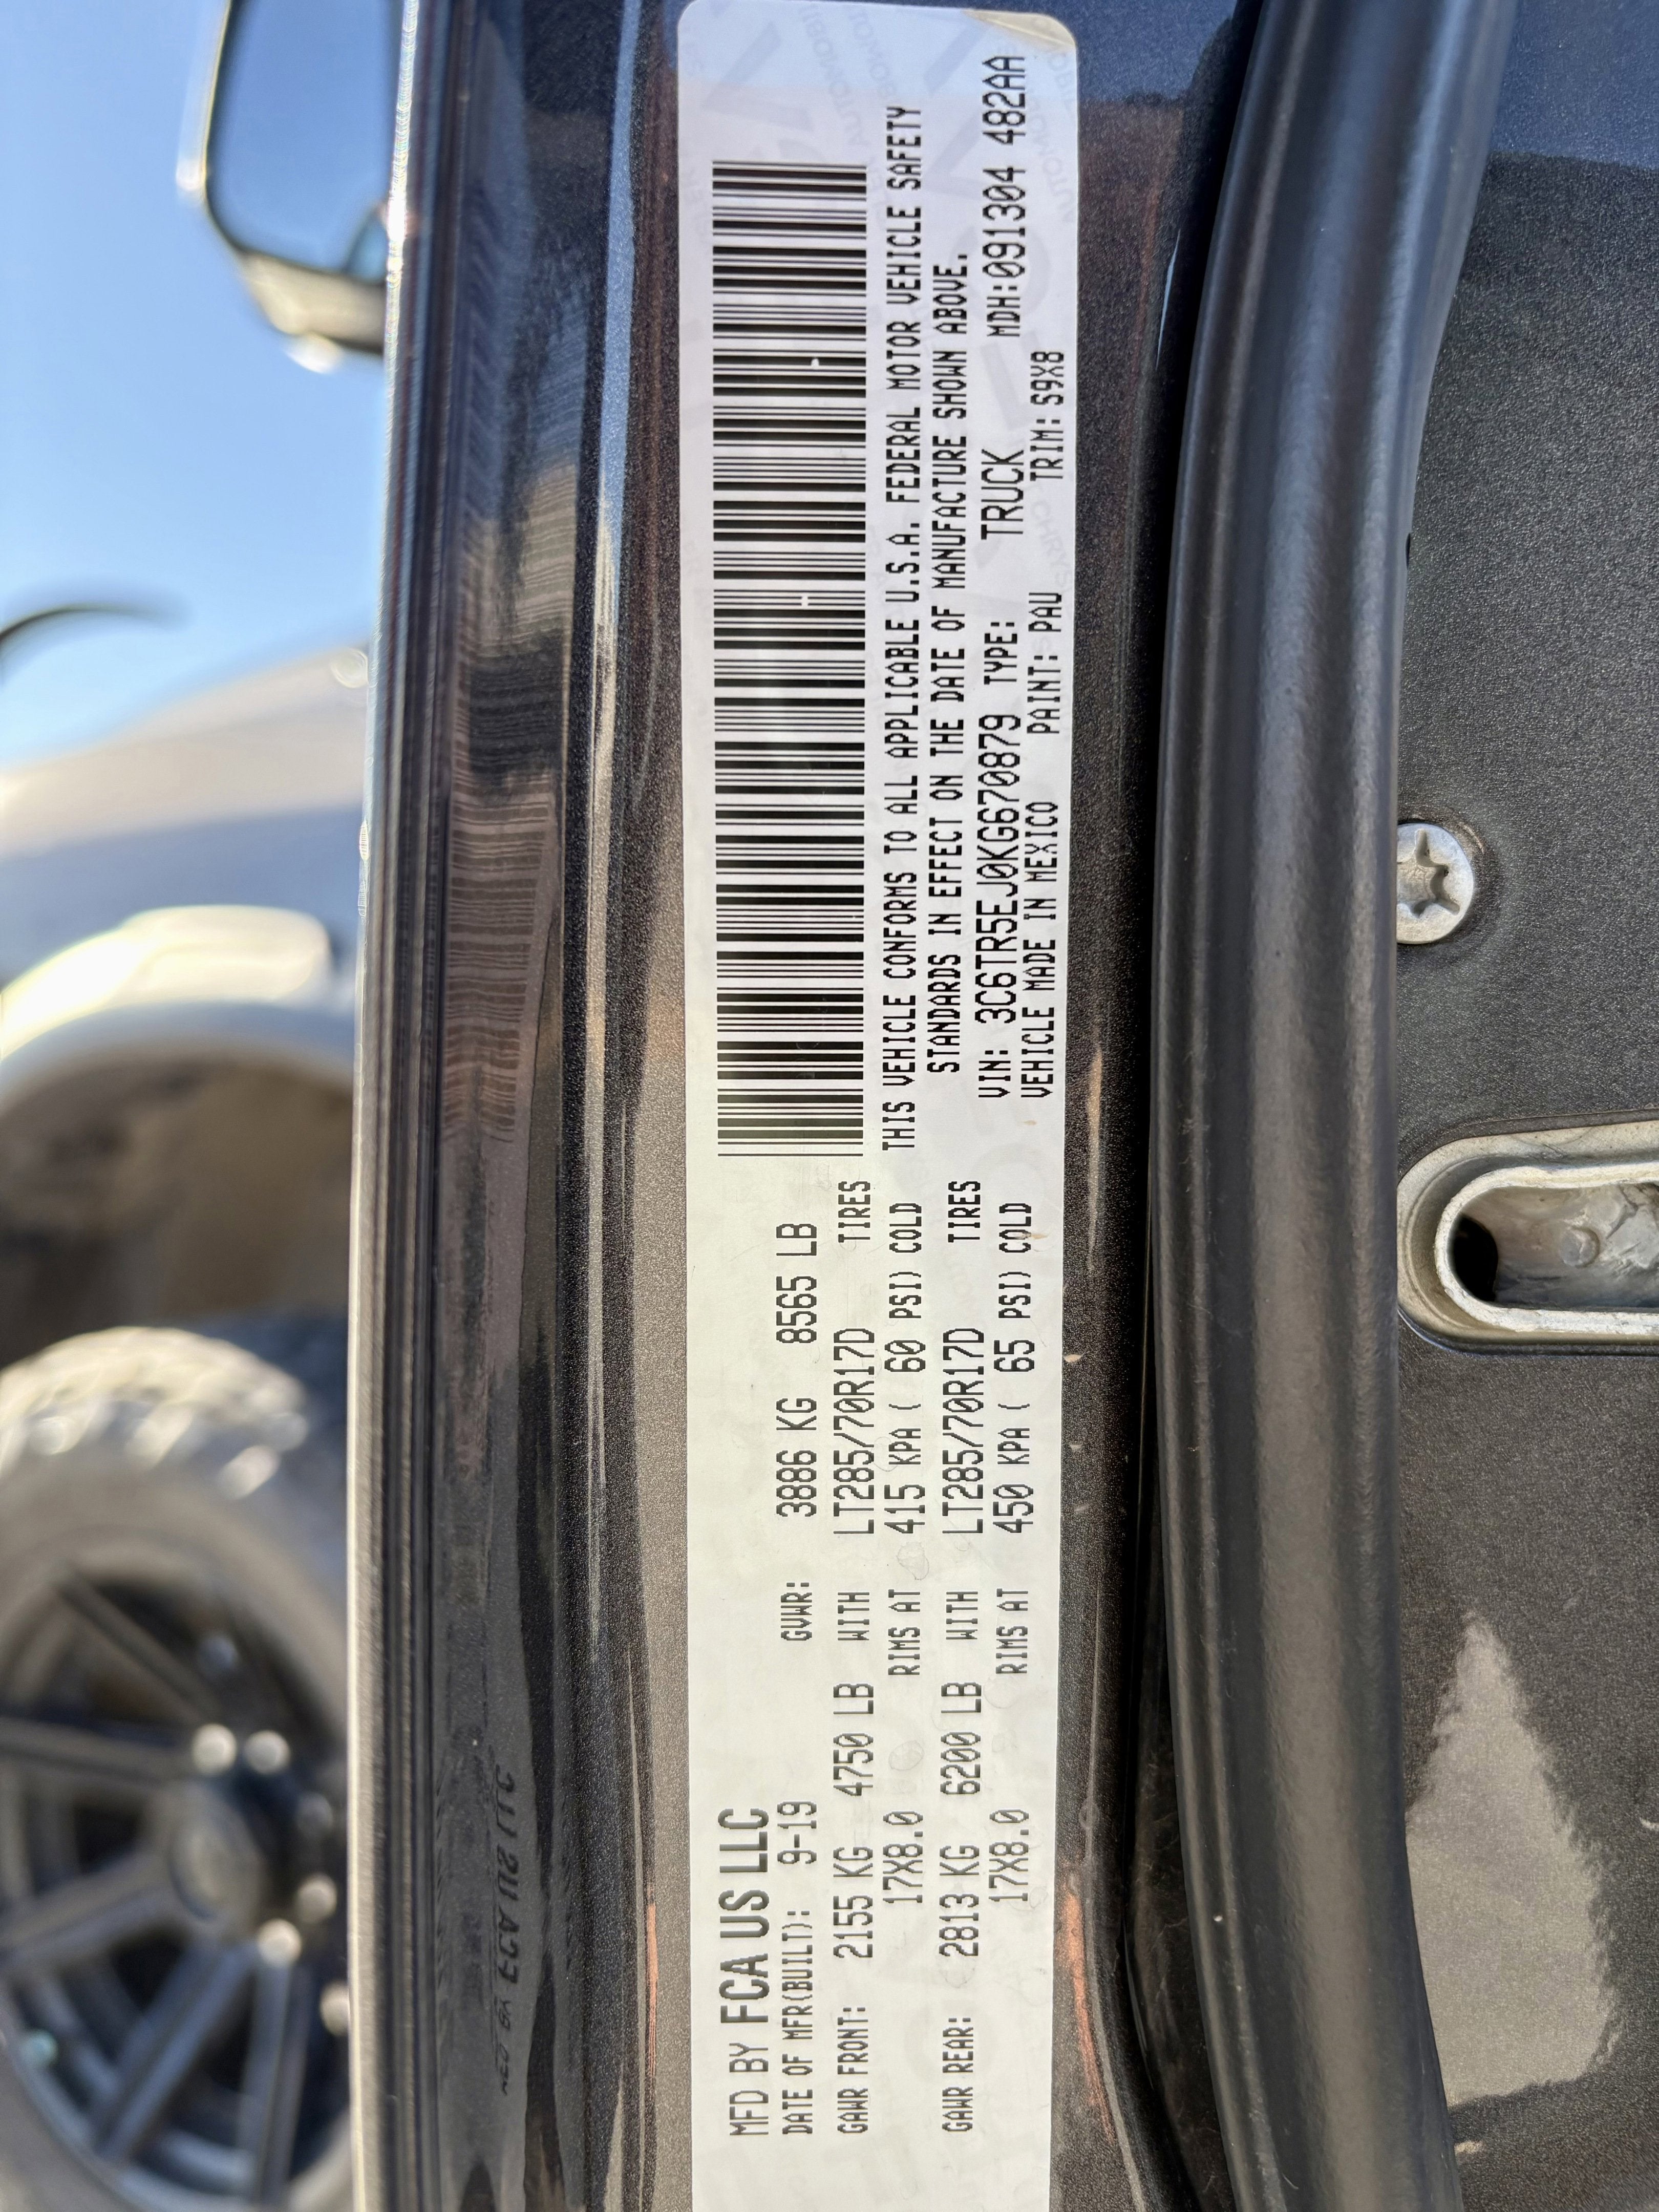 MFD BY FCA US LLC
DATE OF MFR(BUILT): 9-19 GVWR: 3886 KG 8565 LB
GAWR FRONT: 2155 KG 4750 LB WITH LT285/70R17D TIRES
17X8.0 RIMS AT 415 KPA ( 60 PSI) COLD
GAWR REAR: 2813 KG 6200 LB WITH LT285/70R17D TIRES
17X8.0 RIMS AT 450 KPA ( 65 PSI) COLD
THIS VEHICLE CONFORMS TO ALL APPLICABLE U.S.A. FEDERAL MOTOR VEHICLE SAFETY
STANDARDS IN EFFECT ON THE DATE OF MANUFACTURE SHOWN ABOVE.
VIN: 3C6TR5EJ0KG670879 TYPE: TRUCK MDH:091304 482AA
VEHICLE MADE IN MEXICO PAINT: PAU TRIM: S9X8